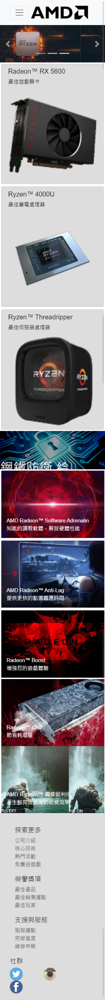 AMD
AMD
RYZEN
Radeon™ RX 5600
最佳遊戲顯卡
RADEON
Ryzen™ 4000U
最佳筆電處理器
AMD
RYZEN
Ryzen™ Threadripper
最佳伺服器處理器
RYZEN
THREADRIPPER
RYZEN
AMD
鋼鐵防衛 給
AMD Radeon™ Software Adrenalin
知能的調教軟體，解放硬體性能
AMD Radeon™ Anti-Lag
提供更快的點選響應時間
RADEON
Radeon™ Boost
增強您的遊戲體驗
Radeon™ Chill
節省耗電量
AMD Radeon™ 圖像銳利化
產生鮮亮而細緻的視覺效果
RIS OFF
RIS ON
探索更多
公司介紹
核心技術
熱門活動
免費送遊戲
榮譽獎項
最佳產品
最佳銷售據點
最佳玩家
支援與服務
服務據點
完修進度
維修申報
社群